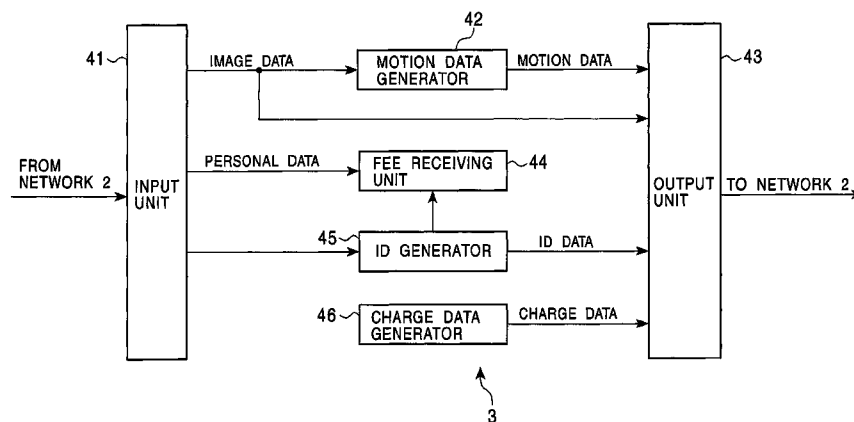 42
41
43
IMAGE DATA
MOTION DATA
GENERATOR
MOTION DATA
FROM
NETWORK 2
INPUT
UNIT
PERSONAL DATA
FEE RECEIVING
UNIT
44
OUTPUT
UNIT
TO NETWORK 2
45
ID GENERATOR
ID DATA
46
CHARGE DATA
GENERATOR
CHARGE DATA
3